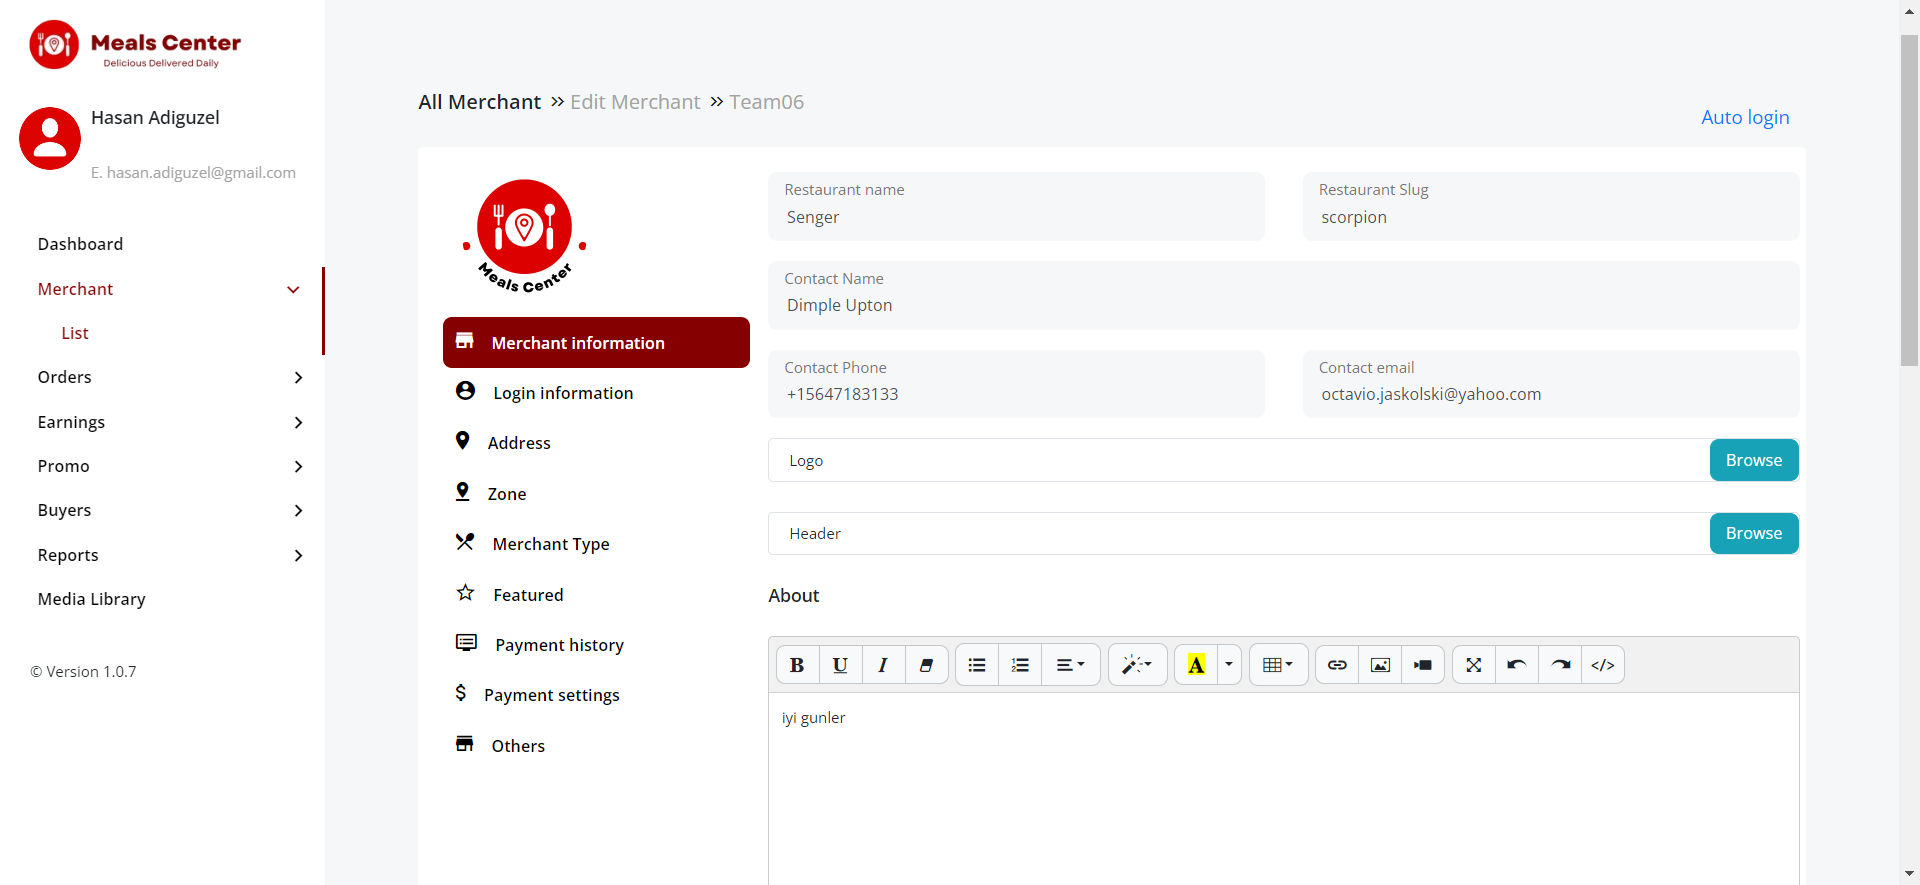 Meals Center
Delicious Delivered Daily
Hasan Adiguzel
E. hasan.adiguzel@gmail.com
Dashboard
Merchant
List
Orders
Earnings
Promo
Buyers
Reports
Media Library
© Version 1.0.7
All Merchant » Edit Merchant » Team06
Auto login
Meals Center
Merchant information
Login information
Address
Zone
Merchant Type
Featured
Payment history
Payment settings
Others
Restaurant name
Senger
Restaurant Slug
scorpion
Contact Name
Dimple Upton
Contact Phone
+15647183133
Contact email
octavio.jaskolski@yahoo.com
Logo
Browse
Header
Browse
About
B U I A </>
iyi gunler